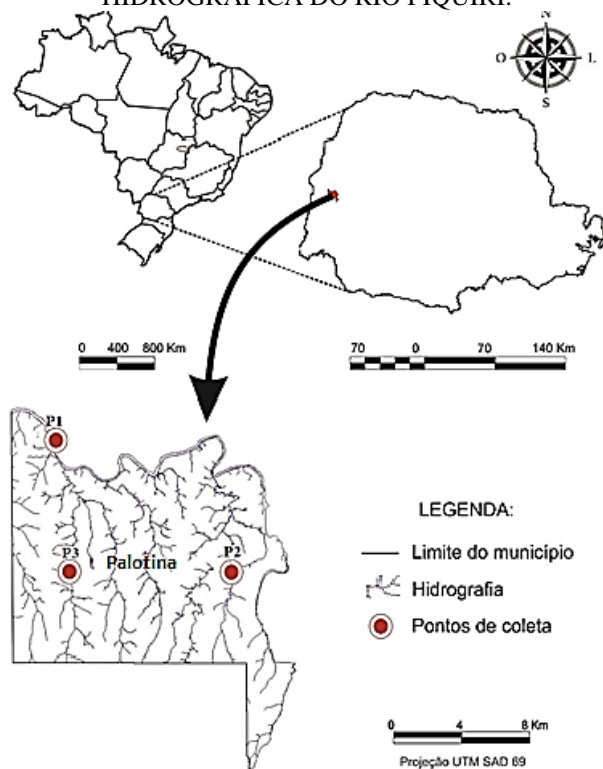 HIDROGRÁFICA DO RIO PIQUIRI.
N
O L
S
0 400 800 Km
70 0 70 140 Km
P1
P3 Palotina P2
LEGENDA:
Limite do município
Hidrografia
Pontos de coleta
0 4 8 Km
Projeção UTM SAD 69